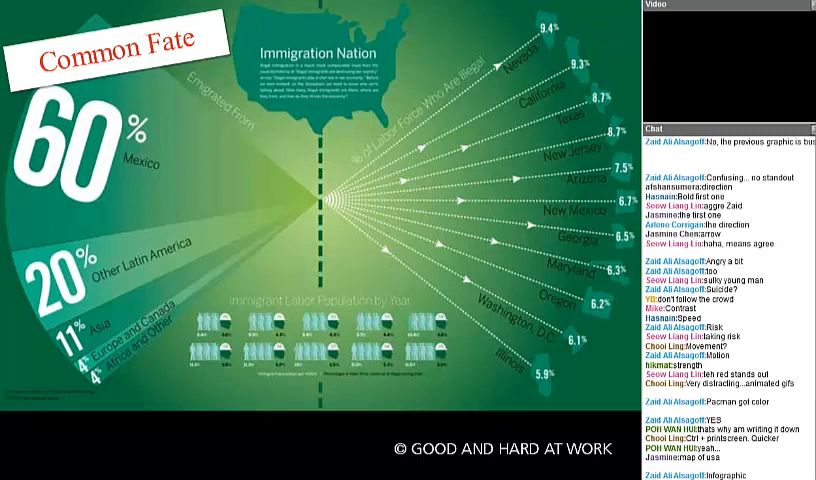 Common Fate
Immigration Nation
Emigrated From
% of Labor Force Who Are Illegal
60%
Mexico
20%
Other Latin America
11%
Asia
4%
Europe and Canada
4%
Africa and Other
9.4%
Nevada
9.3%
California
8.7%
Texas
8.7%
New Jersey
7.5%
Arizona
6.7%
New Mexico
6.5%
Georgia
6.3%
Maryland
6.2%
Oregon
6.1%
Washington, D.C.
5.9%
Illinois
Immigrant Labor Population by Year
© GOOD AND HARD AT WORK
Video
Chat
Zaid Ali Alsagoff:No, the previous graphic is bus
Zaid Ali Alsagoff:Confusing... no standout
afshansumera:direction
Hasnain:Bold first one
Seow Liang Lin:aggre Zaid
Jasmine:the first one
Arlene Corrigan:the direction
Jasmine Chen:arrow
Seow Liang Lin:haha, means agree
Zaid Ali Alsagoff:Angry a bit
Zaid Ali Alsagoff:too
Seow Liang Lin:sulky young man
Zaid Ali Alsagoff:Suicide?
YB:don't follow the crowd
Mike:Contrast
Hasnain:Speed
Zaid Ali Alsagoff:Risk
Seow Liang Lin:taking risk
Chooi Ling:Movement?
Zaid Ali Alsagoff:Motion
hikmat:strength
Seow Liang Lin:teh red stands out
Chooi Ling:Very distracting...animated gifs
Zaid Ali Alsagoff:Pacman got color
Zaid Ali Alsagoff:YES
POH WAN HUI:thats why am wriiting it down
Chooi Ling:Ctrl + printscreen. Quicker
POH WAN HUI:yeah...
Jasmine:map of usa
Zaid Ali Alsagoff:Infographic